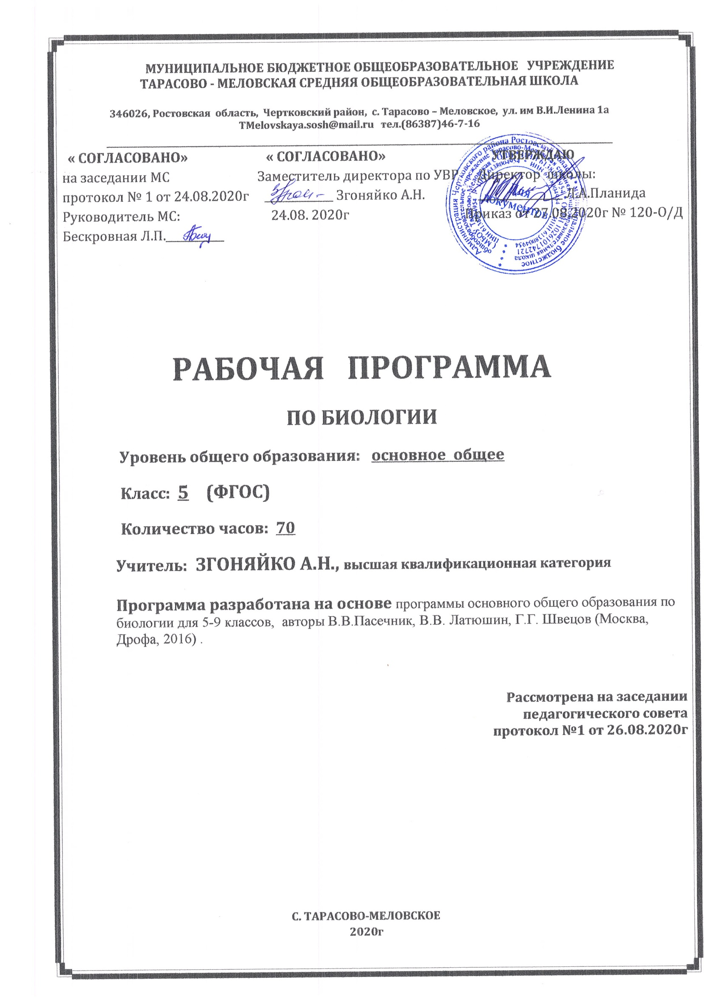 МУНИЦИПАЛЬНОЕ БЮДЖЕТНОЕ ОБЩЕОБРАЗОВАТЕЛЬНОЕ УЧРЕЖДЕНИЕ
ТАРАСОВО - МЕЛОВСКАЯ СРЕДНЯЯ ОБЩЕОБРАЗОВАТЕЛЬНАЯ ШКОЛА
346026, Ростовская область, Чертковский район, с. Тарасово – Меловское, ул. им В.И.Ленина 1а
TMelovskaya.sosh@mail.ru тел.(86387)46-7-16
« СОГЛАСОВАНО» « СОГЛАСОВАНО» УТВЕРЖДАЮ
на заседании МС Заместитель директора по УВР Директор школы:
протокол № 1 от 24.08.2020г Згоняйко А.Н. Планида
Руководитель МС: 24.08. 2020г Приказ от 27.08.2020г № 120-О/Д
Бескровная Л.П.
Для
документов
РАБОЧАЯ ПРОГРАММА
ПО БИОЛОГИИ
Уровень общего образования: основное общее
Класс: 5 (ФГОС)
Количество часов: 70
Учитель: ЗГОНЯЙКО А.Н., высшая квалификационная категория
Программа разработана на основе программы основного общего образования по
биологии для 5-9 классов, авторы В.В.Пасечник, В.В. Латюшин, Г.Г. Швецов (Москва,
Дрофа, 2016) .
Рассмотрена на заседании
педагогического совета
протокол №1 от 26.08.2020г
С. ТАРАСОВО-МЕЛОВСКОЕ
2020г